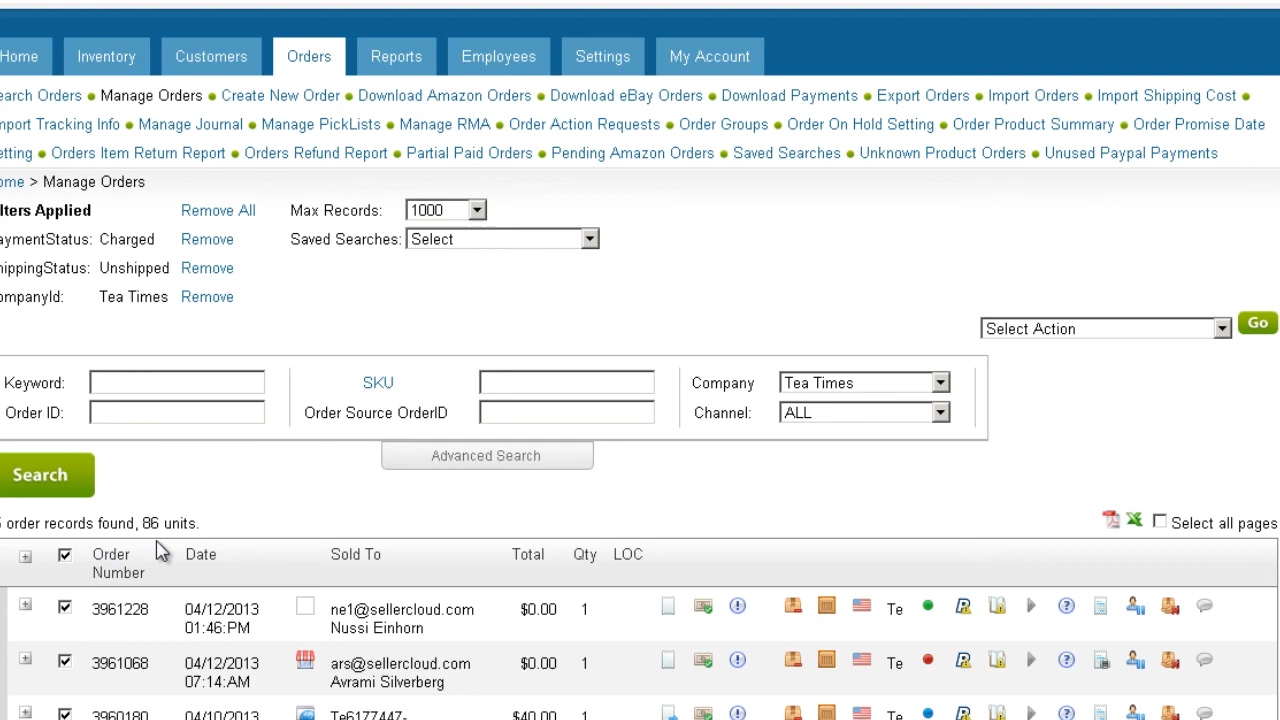 Home Inventory Customers Orders Reports Employees Settings My Account
earch Orders Manage Orders Create New Order Download Amazon Orders Download eBay Orders Download Payments Export Orders Import Orders Import Shipping Cost
mport Tracking Info Manage Journal Manage PickLists Manage RMA Order Action Requests Order Groups Order On Hold Setting Order Product Summary Order Promise Date
etting Orders Item Return Report Orders Refund Report Partial Paid Orders Pending Amazon Orders Saved Searches Unknown Product Orders Unused Paypal Payments
ome > Manage Orders
lters Applied Remove All Max Records: 1000
aymentStatus: Charged Remove Saved Searches: Select
hippingStatus: Unshipped Remove
ompanyId: Tea Times Remove
Select Action Go
Keyword: SKU Company Tea Times
Order ID: Order Source OrderID Channel: ALL
Advanced Search
Search
order records found, 86 units. Select all pages
Order Number Date Sold To Total Qty LOC
3961228 04/12/2013 ne1@sellercloud.com $0.00 1 Te
01:46:PM Nussi Einhorn
3961068 04/12/2013 ars@sellercloud.com $0.00 1 Te
07:14:AM Avrami Silverberg
3960180 04/10/2013 Te6177447- $40.00 1 Te